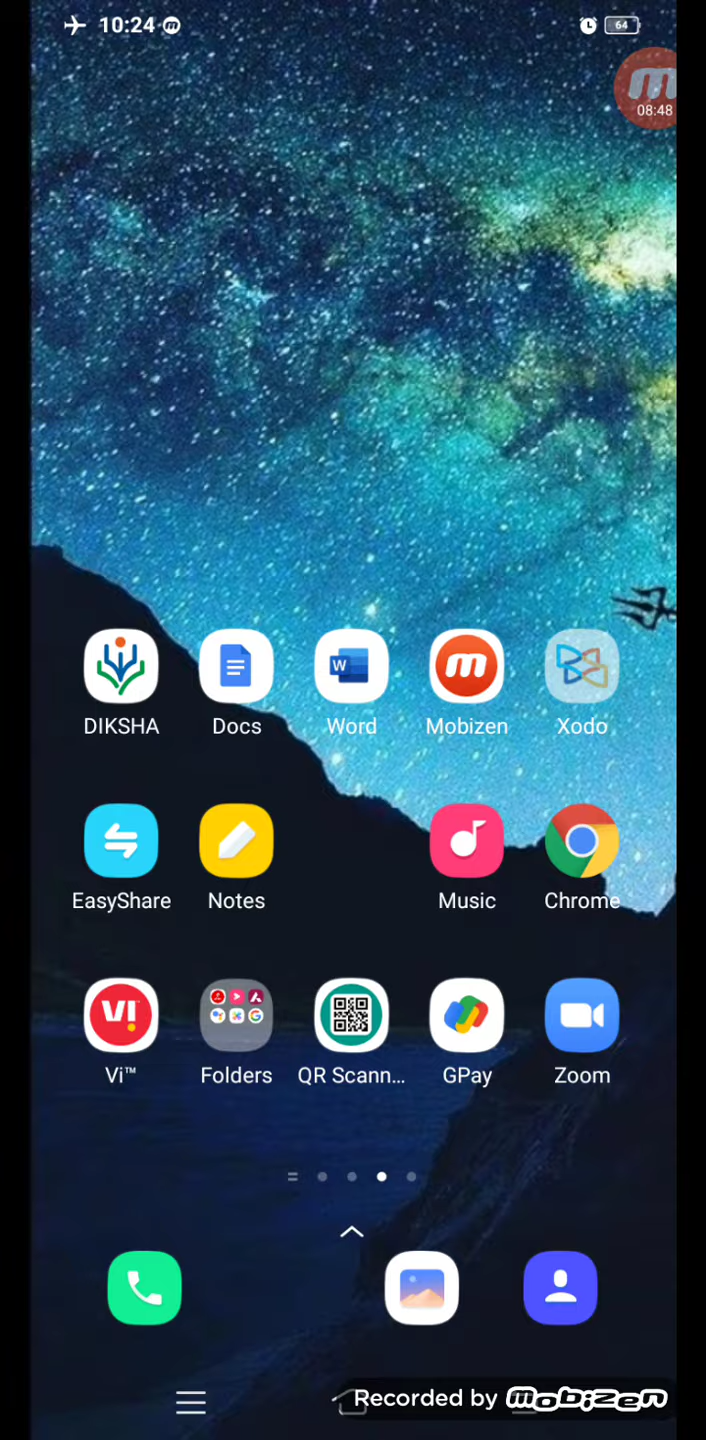 10:24
64
08:48
DIKSHA Docs Word Mobizen Xodo
EasyShare Notes Music Chrome
Vi™ Folders QR Scann... GPay Zoom
Recorded by mobizen